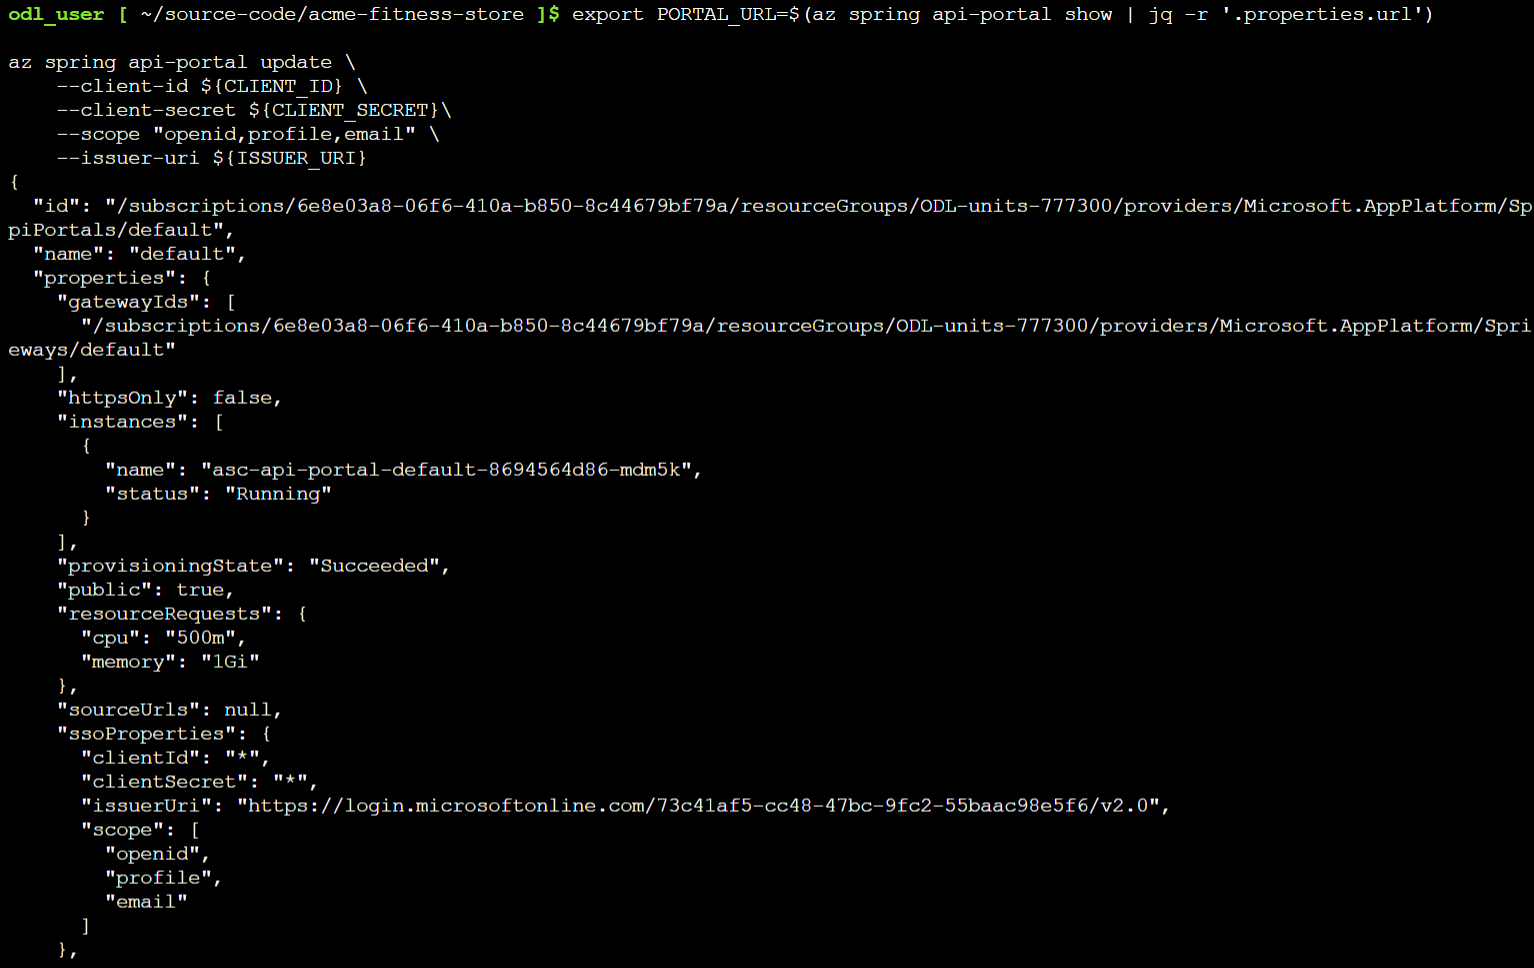 odl_user [ ~/source-code/acme-fitness-store ]$ export PORTAL_URL=$(az spring api-portal show | jq -r '.properties.url')

az spring api-portal update \
    --client-id ${CLIENT_ID} \
    --client-secret ${CLIENT_SECRET}\
    --scope "openid,profile,email" \
    --issuer-uri ${ISSUER_URI}
{
  "id": "/subscriptions/6e8e03a8-06f6-410a-b850-8c44679bf79a/resourceGroups/ODL-units-777300/providers/Microsoft.AppPlatform/Sp
piPortals/default",
  "name": "default",
  "properties": {
    "gatewayIds": [
      "/subscriptions/6e8e03a8-06f6-410a-b850-8c44679bf79a/resourceGroups/ODL-units-777300/providers/Microsoft.AppPlatform/Spri
eways/default"
    ],
    "httpsOnly": false,
    "instances": [
      {
        "name": "asc-api-portal-default-8694564d86-mdm5k",
        "status": "Running"
      }
    ],
    "provisioningState": "Succeeded",
    "public": true,
    "resourceRequests": {
      "cpu": "500m",
      "memory": "1Gi"
    },
    "sourceUrls": null,
    "ssoProperties": {
      "clientId": "*",
      "clientSecret": "*",
      "issuerUri": "https://login.microsoftonline.com/73c41af5-cc48-47bc-9fc2-55baac98e5f6/v2.0",
      "scope": [
        "openid",
        "profile",
        "email"
      ]
    },